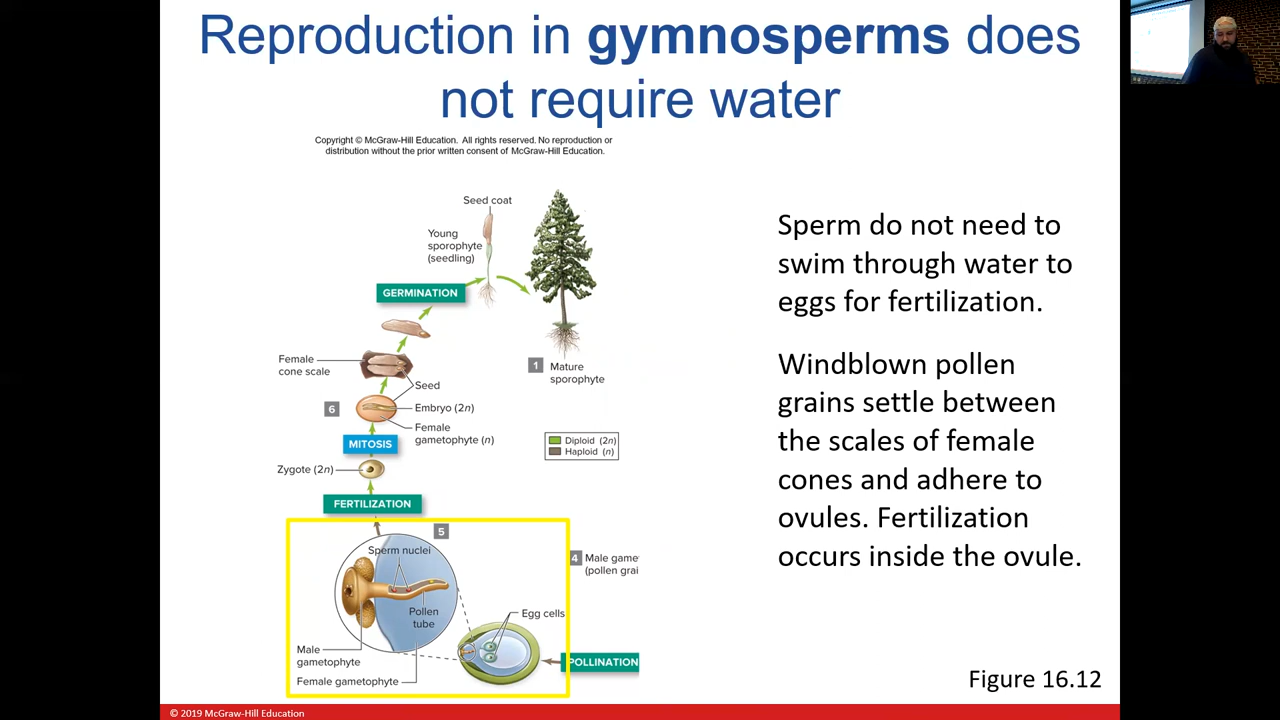 Reproduction in gymnosperms does
not require water
Copyright © McGraw-Hill Education. All rights reserved. No reproduction or
distribution without the prior written consent of McGraw-Hill Education.
Seed coat
Young
sporophyte
(seedling)
GERMINATION
Female
cone scale
Seed
1
Mature
sporophyte
6
Embryo (2n)
Female
gametophyte (n)
MITOSIS
Diploid (2n)
Haploid (n)
Zygote (2n)
FERTILIZATION
5
Sperm nuclei
4
Male game
(pollen grai
Pollen
tube
Egg cells
Male
gametophyte
Female gametophyte
POLLINATION
Sperm do not need to
swim through water to
eggs for fertilization.
Windblown pollen
grains settle between
the scales of female
cones and adhere to
ovules. Fertilization
occurs inside the ovule.
Figure 16.12
© 2019 McGraw-Hill Education